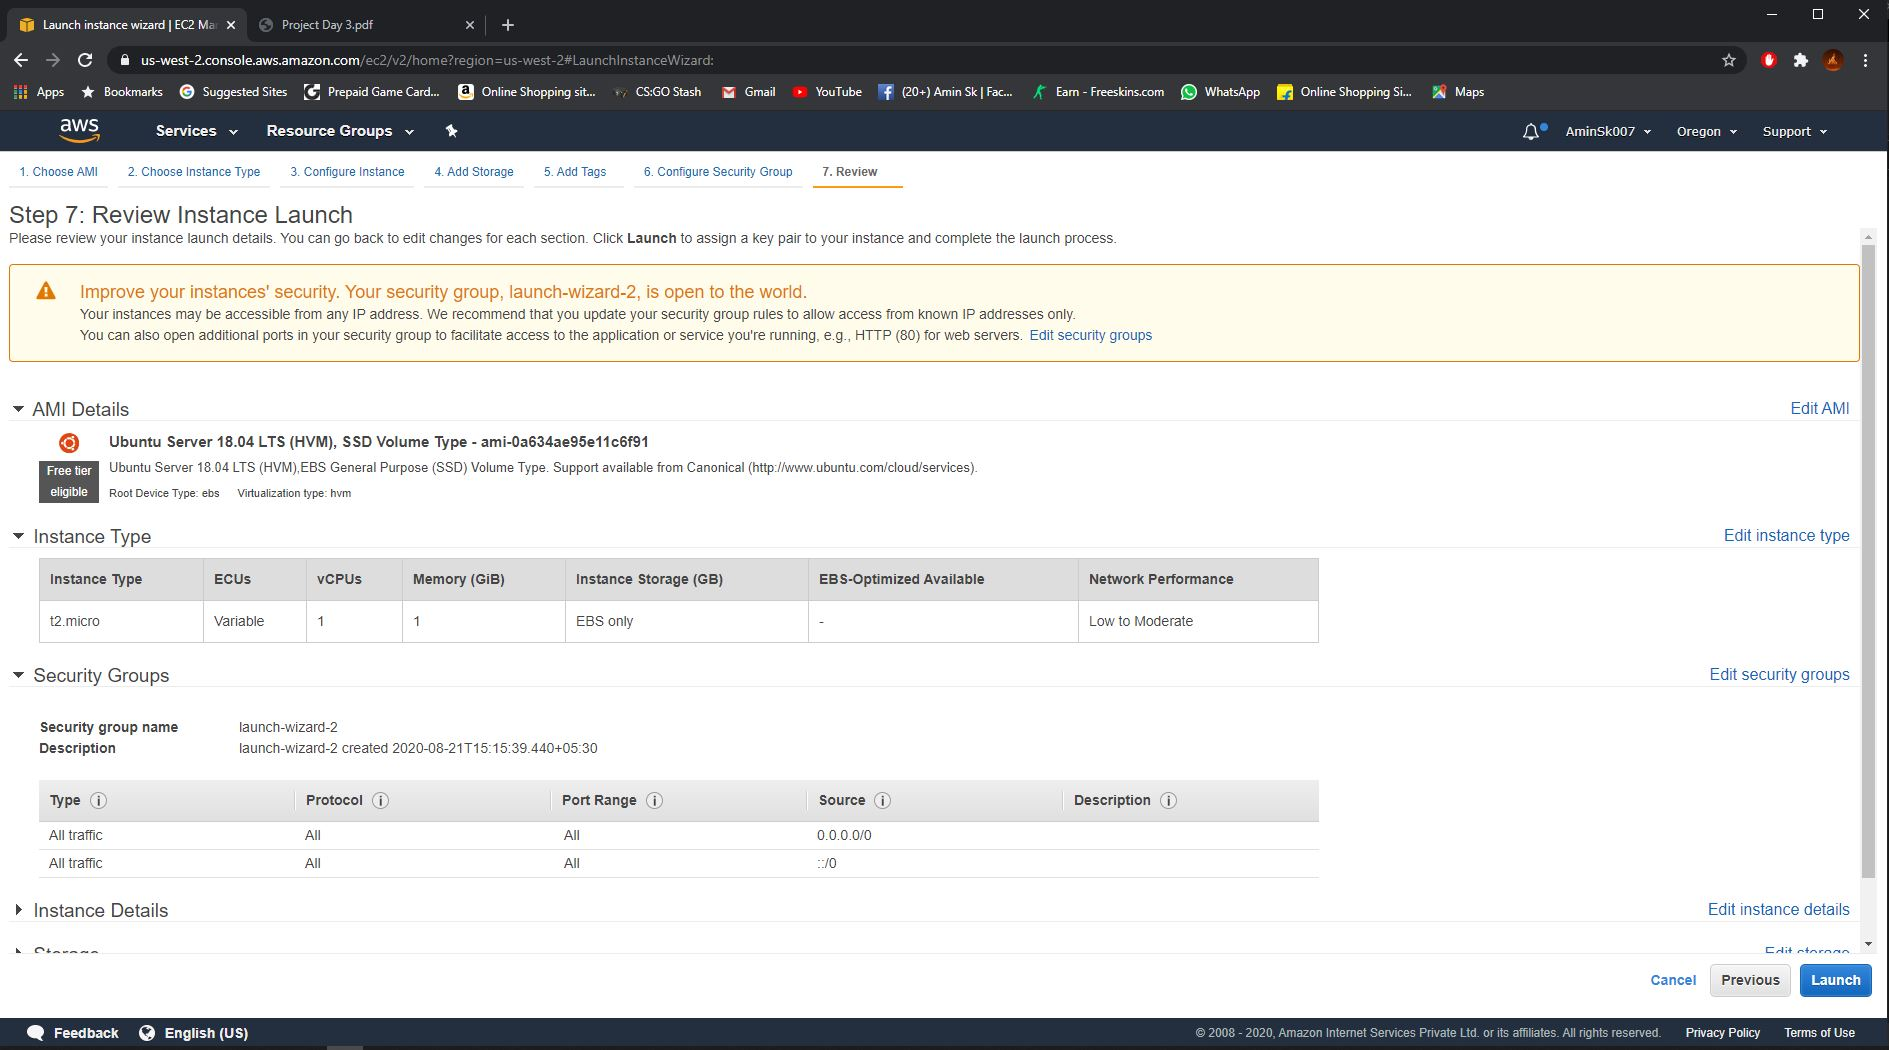 Launch instance wizard | EC2 Mar
Project Day 3.pdf
us-west-2.console.aws.amazon.com/ec2/v2/home?region=us-west-2#LaunchInstanceWizard:
Apps Bookmarks Suggested Sites Prepaid Game Card... Online Shopping sit... CS:GO Stash Gmail YouTube (20+) Amin Sk | Fac... Earn - Freeskins.com WhatsApp Online Shopping Si... Maps
aws Services Resource Groups AminSk007 Oregon Support
1. Choose AMI 2. Choose Instance Type 3. Configure Instance 4. Add Storage 5. Add Tags 6. Configure Security Group 7. Review
Step 7: Review Instance Launch
Please review your instance launch details. You can go back to edit changes for each section. Click Launch to assign a key pair to your instance and complete the launch process.
Improve your instances' security. Your security group, launch-wizard-2, is open to the world.
Your instances may be accessible from any IP address. We recommend that you update your security group rules to allow access from known IP addresses only.
You can also open additional ports in your security group to facilitate access to the application or service you're running, e.g., HTTP (80) for web servers. Edit security groups
AMI Details Edit AMI
Ubuntu Server 18.04 LTS (HVM), SSD Volume Type - ami-0a634ae95e11c6f91
Free tier eligible
Ubuntu Server 18.04 LTS (HVM),EBS General Purpose (SSD) Volume Type. Support available from Canonical (http://www.ubuntu.com/cloud/services).
Root Device Type: ebs Virtualization type: hvm
Instance Type Edit instance type
Instance Type ECUs vCPUs Memory (GiB) Instance Storage (GB) EBS-Optimized Available Network Performance
t2.micro Variable 1 1 EBS only - Low to Moderate
Security Groups Edit security groups
Security group name launch-wizard-2
Description launch-wizard-2 created 2020-08-21T15:15:39.440+05:30
Type Protocol Port Range Source Description
All traffic All All 0.0.0.0/0
All traffic All All ::/0
Instance Details Edit instance details
Storage Edit storage
Cancel Previous Launch
Feedback English (US) © 2008 - 2020, Amazon Internet Services Private Ltd. or its affiliates. All rights reserved. Privacy Policy Terms of Use